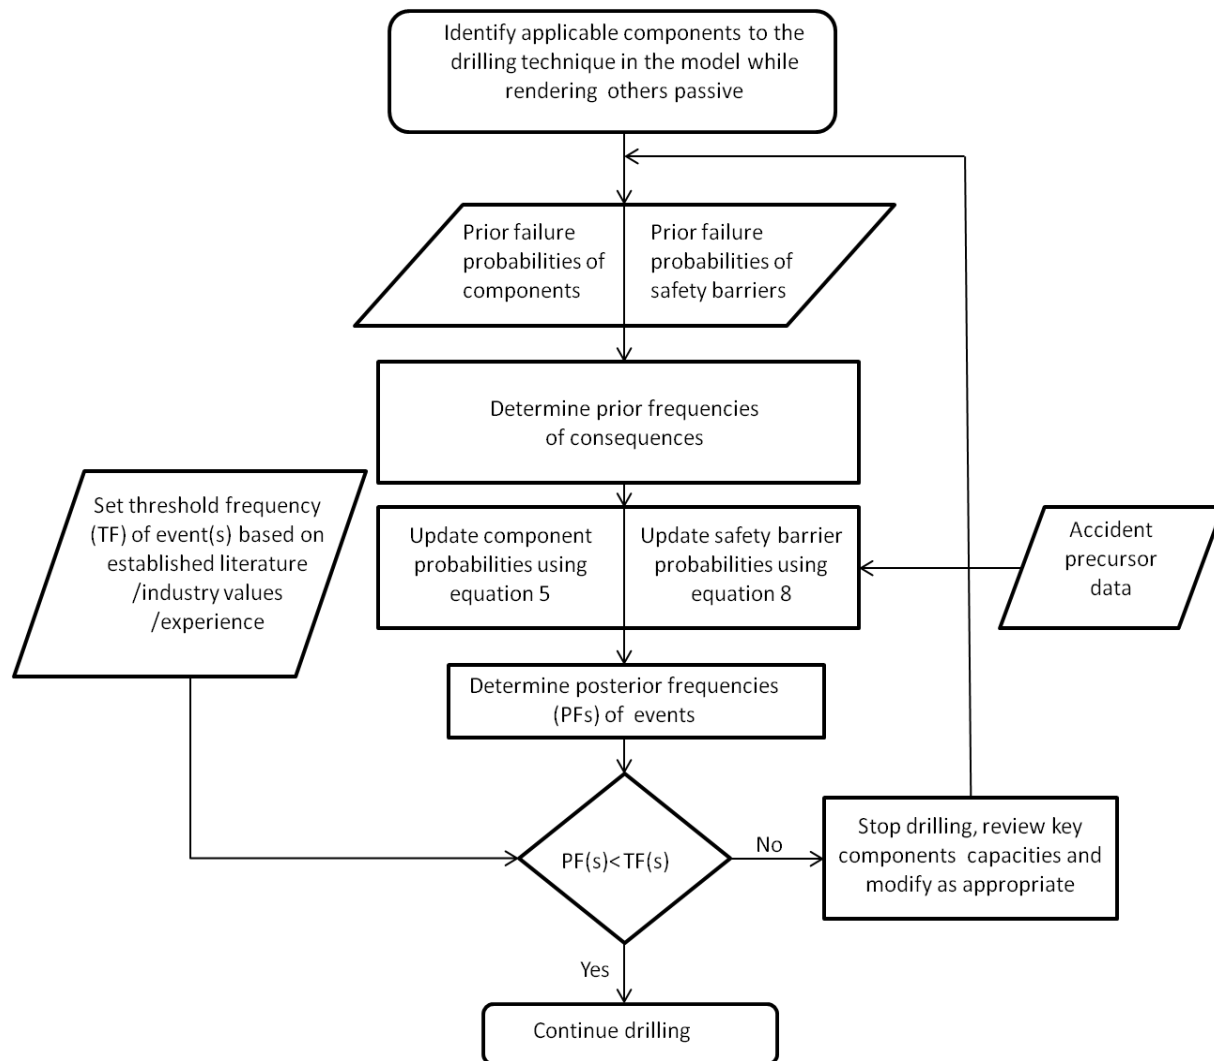 Identify applicable components to the
drilling technique in the model while
rendering others passive
Prior failure
probabilities of
components
Prior failure
probabilities of
safety barriers
Determine prior frequencies
of consequences
Set threshold frequency
(TF) of event(s) based on
established literature
/industry values
/experience
Update component
probabilities using
equation 5
Update safety barrier
probabilities using
equation 8
Accident
precursor
data
Determine posterior frequencies
(PFs) of events
PF(s)<TF(s)
No
Stop drilling, review key
components capacities and
modify as appropriate
Yes
Continue drilling